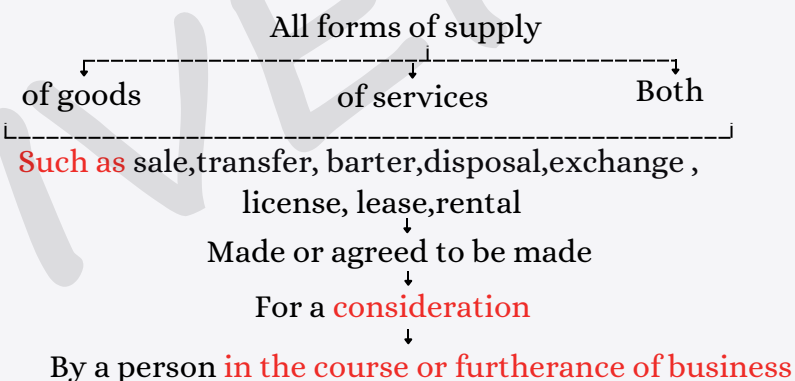 All forms of supply
of goods of services Both
Such as sale,transfer, barter,disposal,exchange ,
license, lease,rental
Made or agreed to be made
For a consideration
By a person in the course or furtherance of business